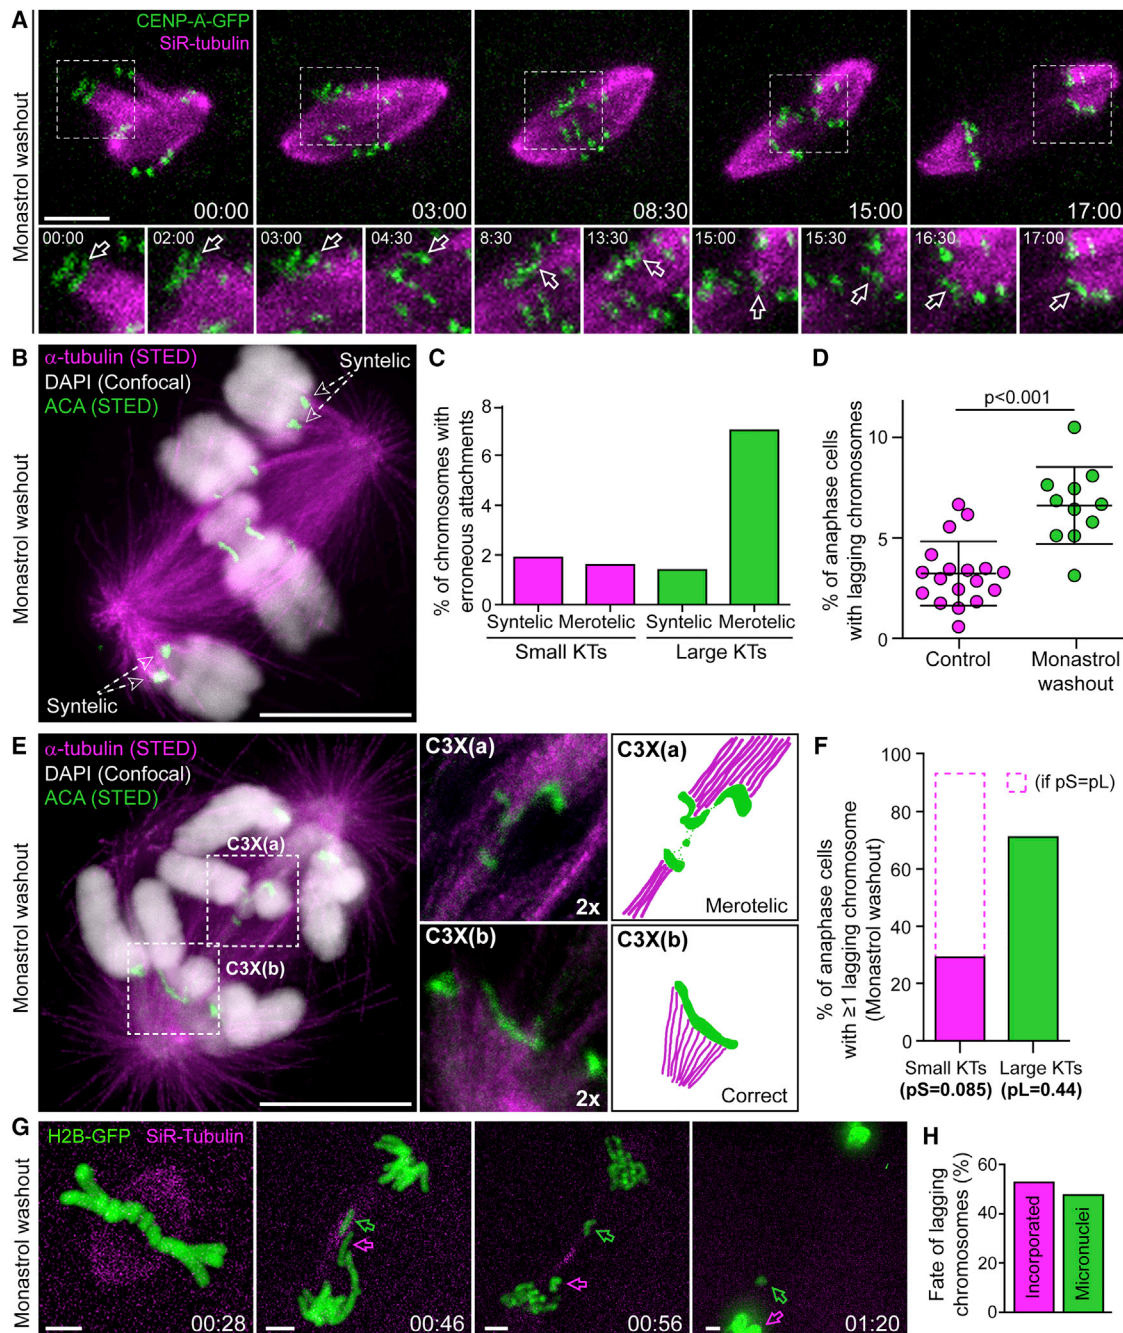 A
Monastrol washout
CENP-A-GFP
SiR-tubulin
00:00
03:00
08:30
15:00
17:00
00:00
02:00
03:00
04:30
8:30
13:30
15:00
15:30
16:30
17:00
B
Monastrol washout
α-tubulin (STED)
DAPI (Confocal)
ACA (STED)
Syntelic
Syntelic
C
% of chromosomes with
erroneous attachments
8
6
4
2
0
Syntelic Merotelic Syntelic Merotelic
Small KTs Large KTs
D
% of anaphase cells
with lagging chromosomes
p<0.001
10
5
0
Control Monastrol
washout
E
Monastrol washout
α-tubulin (STED)
DAPI (Confocal)
ACA (STED)
C3X(a)
C3X(b)
C3X(a)
2x
C3X(a)
Merotelic
C3X(b)
2x
C3X(b)
Correct
F
% of anaphase cells
with ≥1 lagging chromosome
(Monastrol washout)
100
80
60
40
20
0
(if pS=pL)
Small KTs Large KTs
(pS=0.085) (pL=0.44)
G
Monastrol washout
H2B-GFP SiR-Tubulin
00:28
00:46
00:56
01:20
H
Fate of lagging
chromosomes (%)
60
40
20
0
Incorporated
Micronuclei